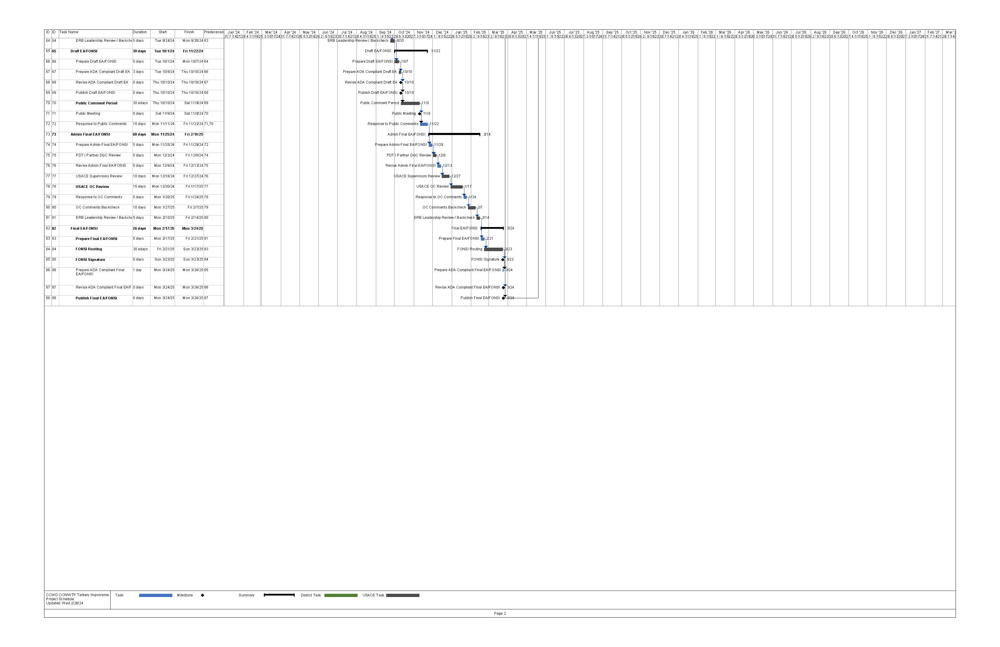 ID ID Task Name Duration Start Finish Predecesso Jan '24 Feb '24 Mar '24 Apr '24 May '24 Jun '24 Jul '24 Aug '24 Sep '24 Oct '24 Nov '24 Dec '24 Jan '25 Feb '25 Mar '25 Apr '25 May '25 Jun '25 Jul '25 Aug '25 Sep '25 Oct '25 Nov '25 Dec '25 Jan '26 Feb '26 Mar '26 Apr '26 May '26 Jun '26 Jul '26 Aug '26 Sep '26 Oct '26 Nov '26 Dec '26 Jan '27 Feb '27
64 64 ERB Leadership Review / Backche 5 days Tue 9/24/24 Mon 9/30/24 63 ERB Leadership Review / Backcheck 9/30
65 65 Draft EA/FONSI 39 days Tue 10/1/24 Fri 11/22/24 Draft EA/FONSI 11/22
66 66 Prepare Draft EA/FONSI 5 days Tue 10/1/24 Mon 10/7/24 64 Prepare Draft EA/FONSI 10/7
67 67 Prepare ADA Compliant Draft EA 3 days Tue 10/8/24 Thu 10/10/24 66 Prepare ADA Compliant Draft EA 10/10
68 68 Revise ADA Compliant Draft EA 0 days Thu 10/10/24 Thu 10/10/24 67 Revise ADA Compliant Draft EA 10/10
69 69 Publish Draft EA/FONSI 0 days Thu 10/10/24 Thu 10/10/24 68 Publish Draft EA/FONSI 10/10
70 70 Public Comment Period 30 edays Thu 10/10/24 Sat 11/9/24 69 Public Comment Period 11/9
71 71 Public Meeting 0 days Sat 11/9/24 Sat 11/9/24 70 Public Meeting 11/9
72 72 Response to Public Comments 10 days Mon 11/11/24 Fri 11/22/24 71,70 Response to Public Comments 11/22
73 73 Admin Final EA/FONSI 60 days Mon 11/25/24 Fri 2/14/25 Admin Final EA/FONSI 2/14
74 74 Prepare Admin Final EA/FONSI 5 days Mon 11/25/24 Fri 11/29/24 72 Prepare Admin Final EA/FONSI 11/29
75 75 PDT / Partner DQC Review 5 days Mon 12/2/24 Fri 12/6/24 74 PDT / Partner DQC Review 12/6
76 76 Revise Admin Final EA/FONSI 5 days Mon 12/9/24 Fri 12/13/24 75 Revise Admin Final EA/FONSI 12/13
77 77 USACE Supervisory Review 10 days Mon 12/16/24 Fri 12/27/24 76 USACE Supervisory Review 12/27
78 78 USACE OC Review 15 days Mon 12/30/24 Fri 1/17/25 77 USACE OC Review 1/17
79 79 Response to OC Comments 5 days Mon 1/20/25 Fri 1/24/25 78 Response to OC Comments 1/24
80 80 OC Comments Backcheck 10 days Mon 1/27/25 Fri 2/7/25 79 OC Comments Backcheck 2/7
81 81 ERB Leadership Review / Backche 5 days Mon 2/10/25 Fri 2/14/25 80 ERB Leadership Review / Backcheck 2/14
82 82 Final EA/FONSI 26 days Mon 2/17/25 Mon 3/24/25 Final EA/FONSI 3/24
83 83 Prepare Final EA/FONSI 5 days Mon 2/17/25 Fri 2/21/25 81 Prepare Final EA/FONSI 2/21
84 84 FONSI Routing 30 edays Fri 2/21/25 Sun 3/23/25 83 FONSI Routing 3/23
85 85 FONSI Signature 0 days Sun 3/23/25 Sun 3/23/25 84 FONSI Signature 3/23
86 86 Prepare ADA Compliant Final 1 day Mon 3/24/25 Mon 3/24/25 85 Prepare ADA Compliant Final EA/FONSI 3/24
EA/FONSI
87 87 Revise ADA Compliant Final EA/F 0 days Mon 3/24/25 Mon 3/24/25 86 Revise ADA Compliant Final EA/FONSI 3/24
88 88 Publish Final EA/FONSI 0 days Mon 3/24/25 Mon 3/24/25 87 Publish Final EA/FONSI 3/24
CCWD CCWWTP Tertiary Improveme Task Milestone Summary District Task USACE Task
Project Schedule
Updated: Wed 2/28/24
Page 2